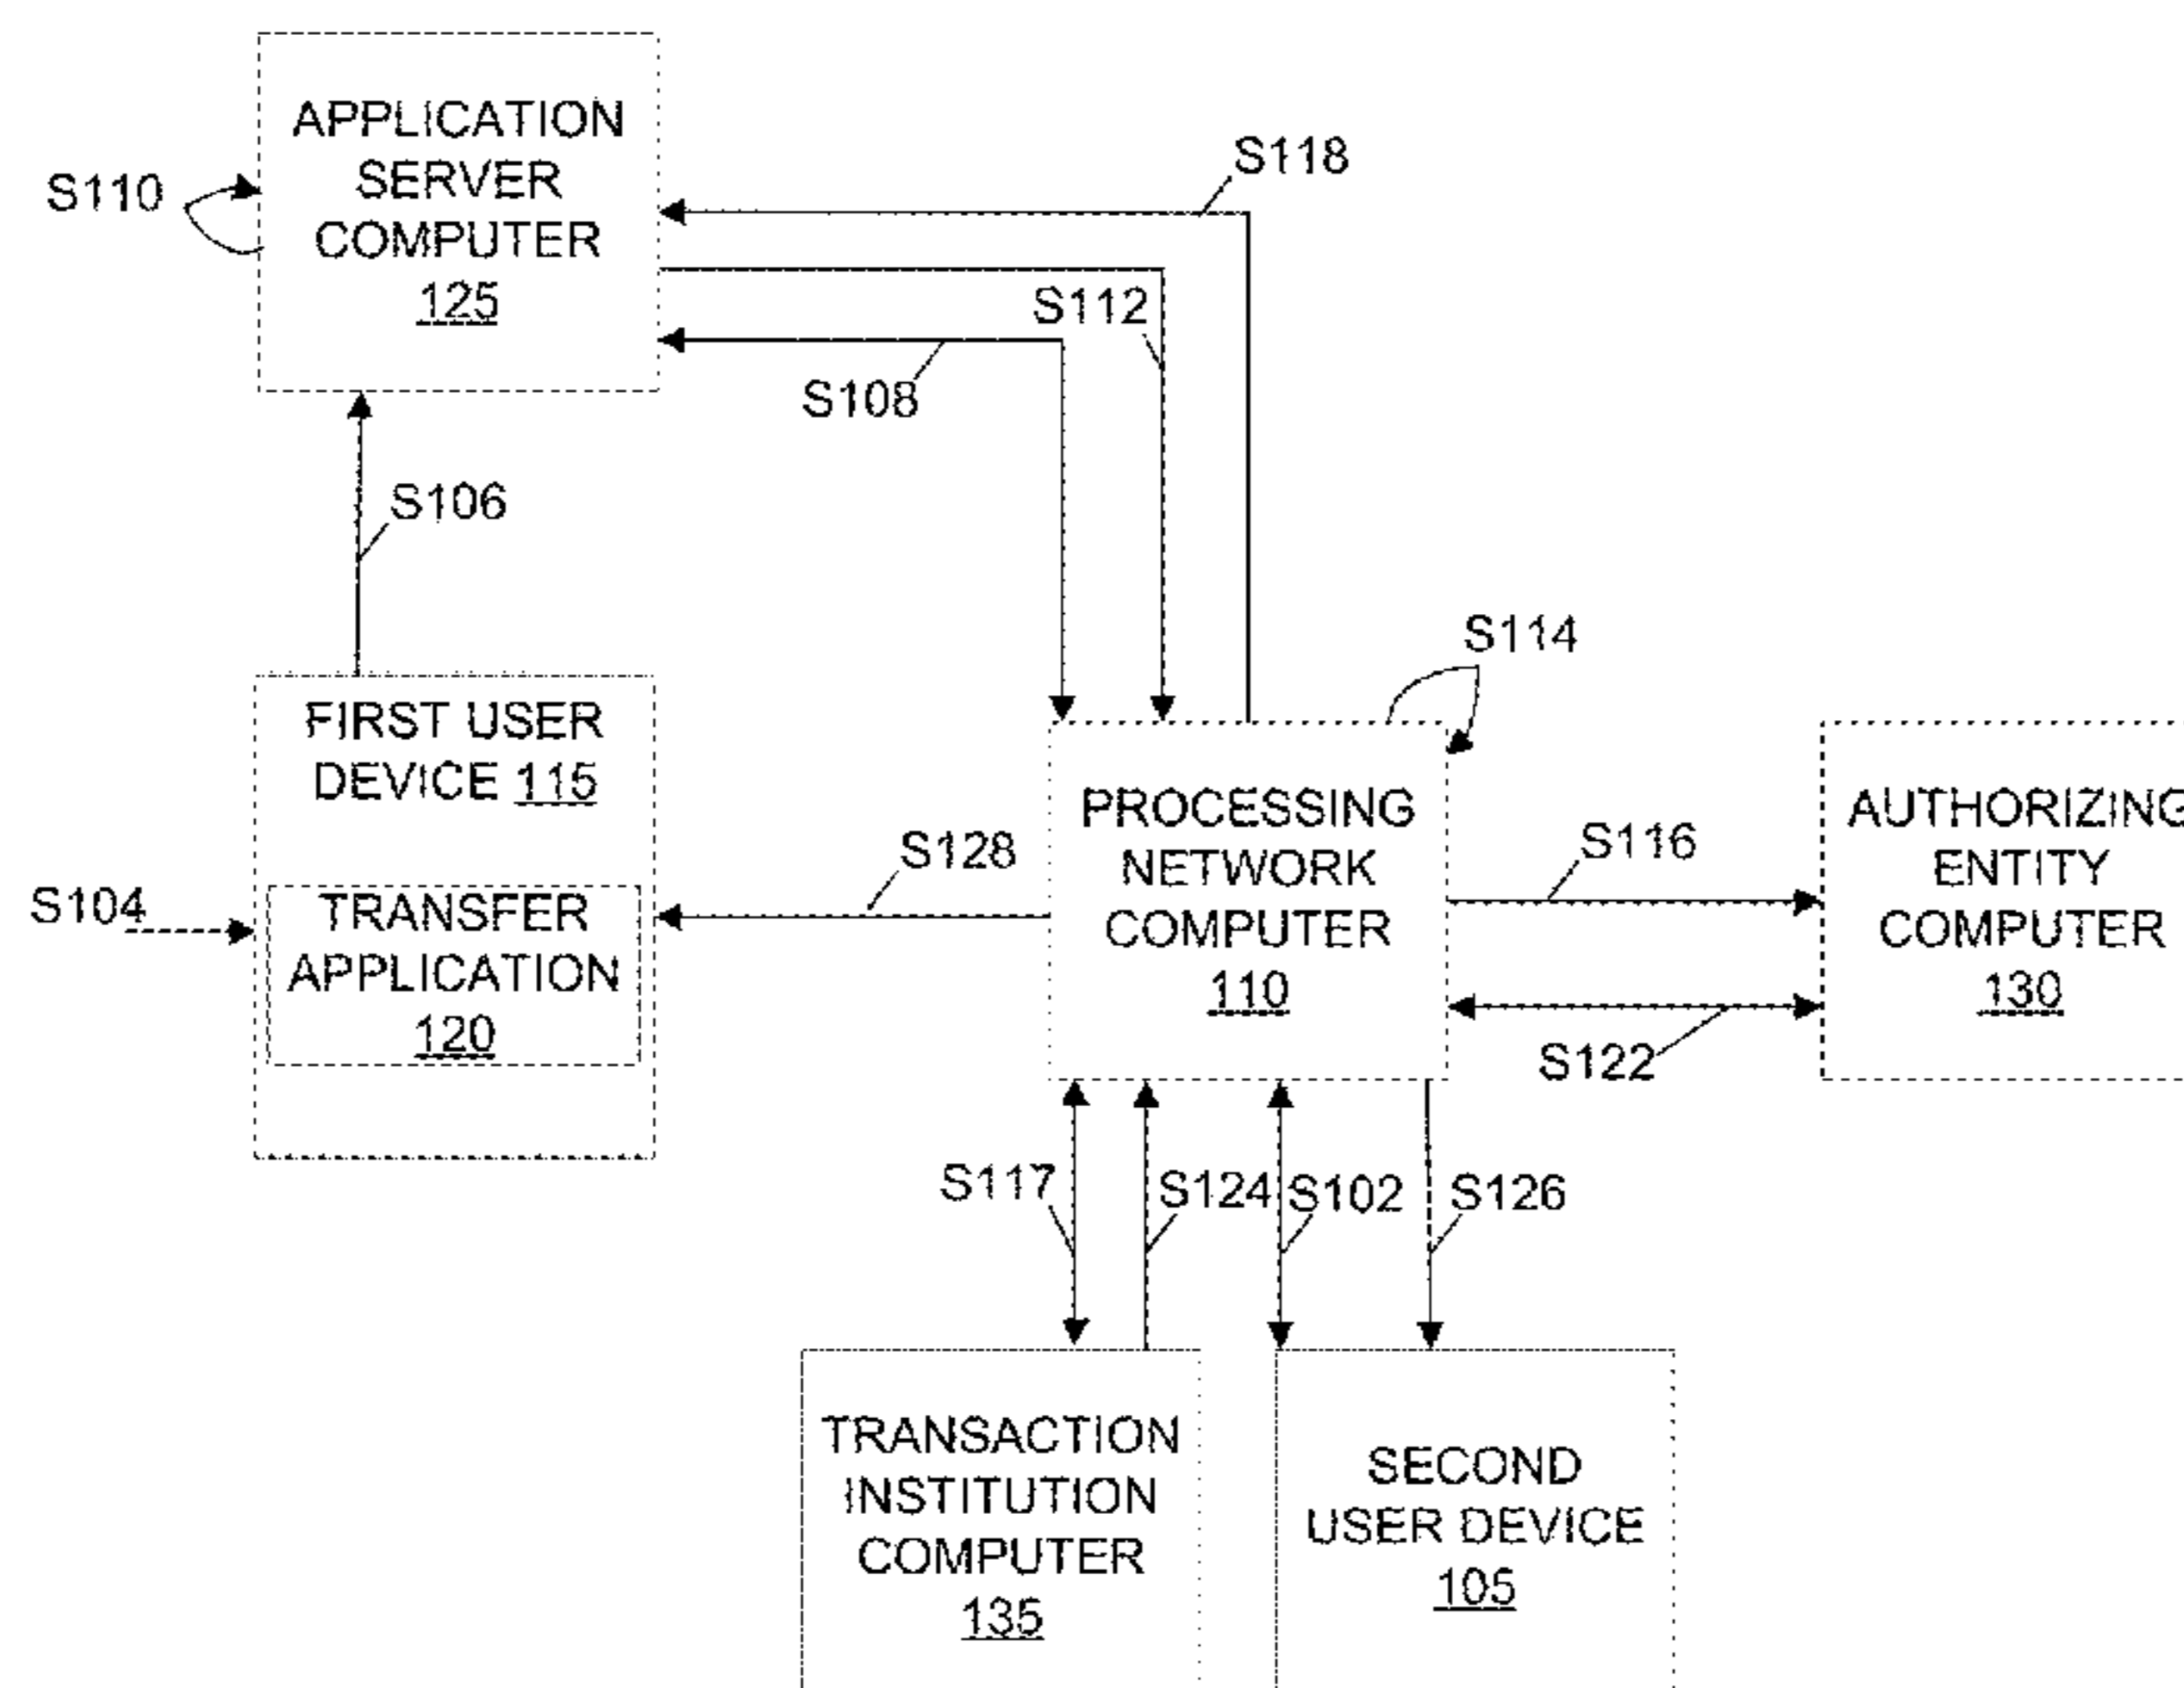 APPLICATION
SERVER
COMPUTER
125
S110
S118
S112
S108
S106
S114
FIRST USER
DEVICE 115
S104
TRANSFER
APPLICATION
120
S128
PROCESSING
NETWORK
COMPUTER
110
S116
S122
AUTHORIZING
ENTITY
COMPUTER
130
S117
S124
S102
S126
TRANSACTION
INSTITUTION
COMPUTER
135
SECOND
USER DEVICE
105